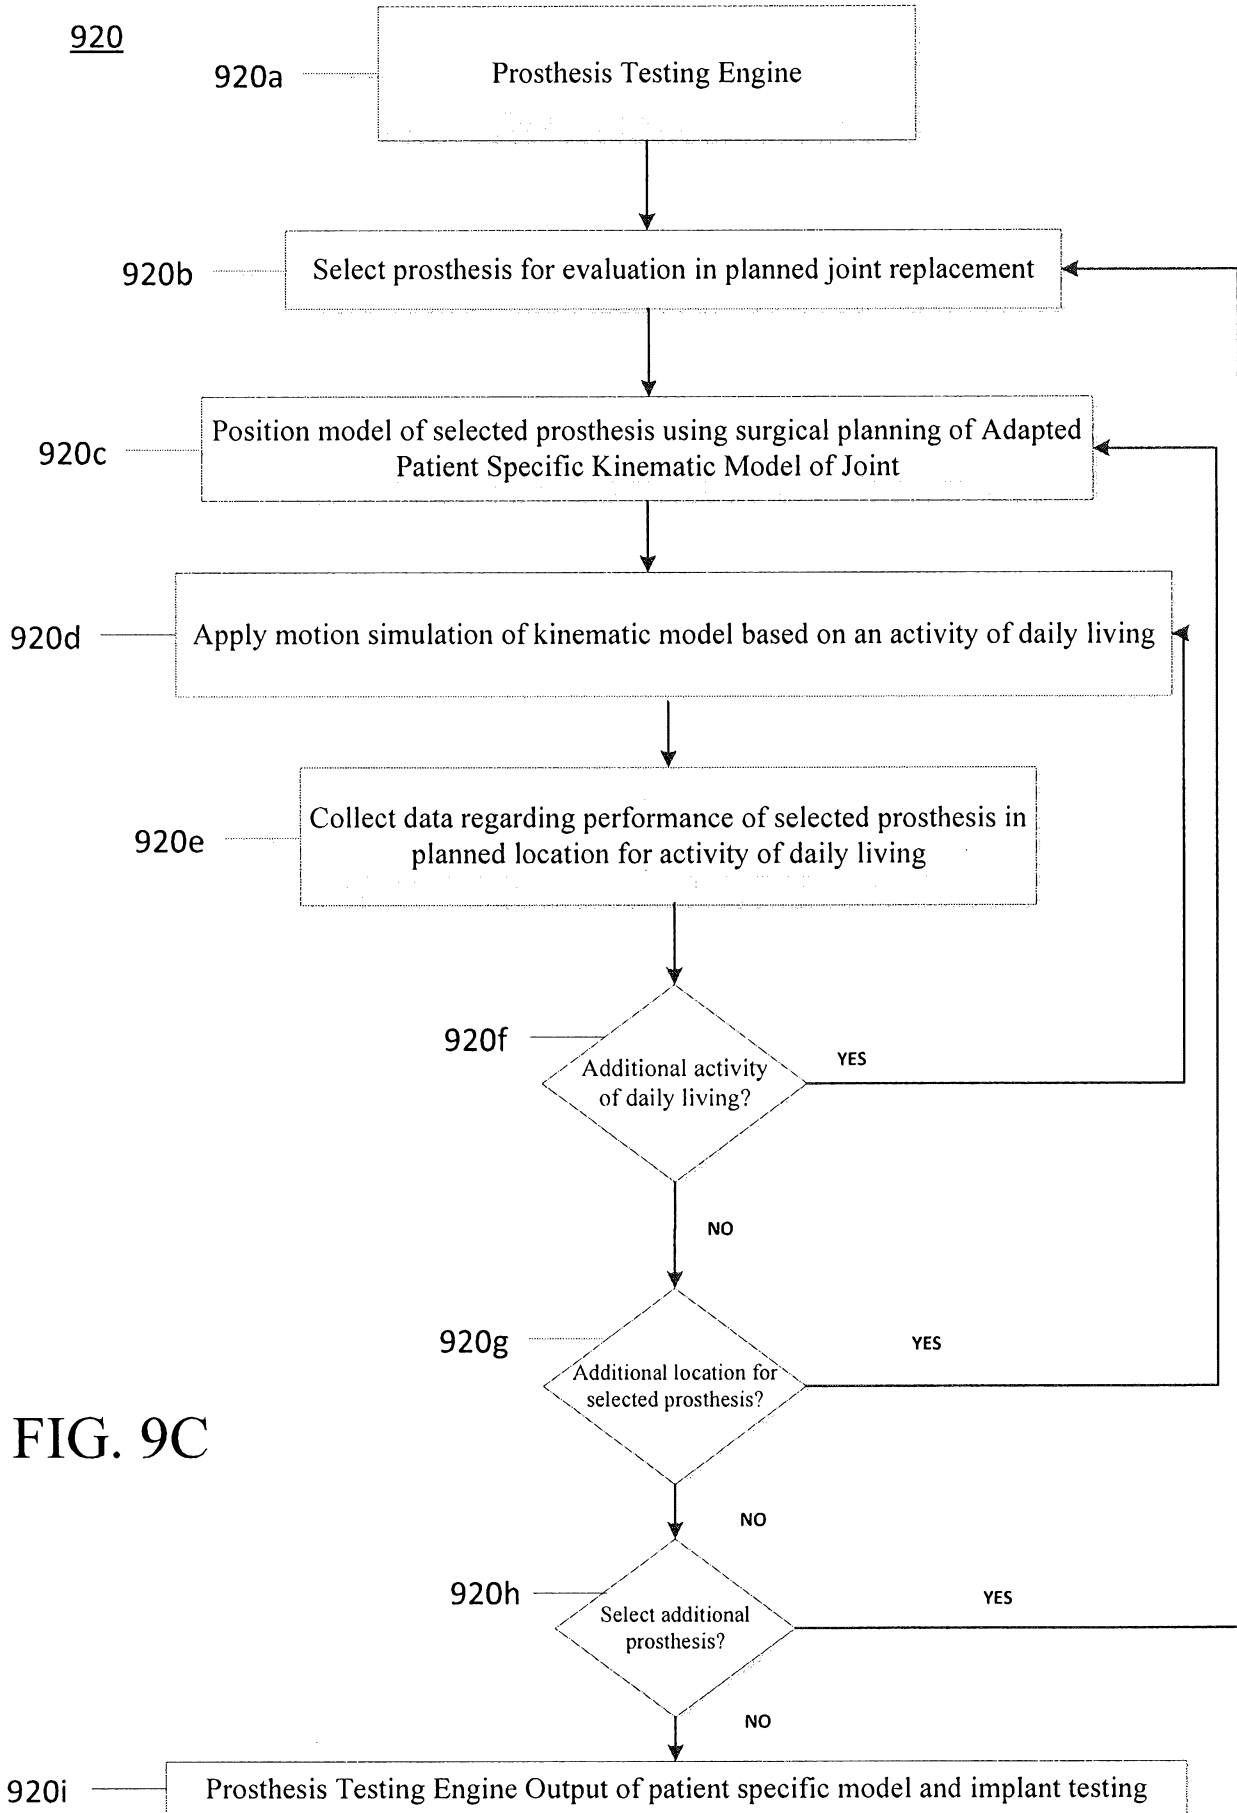 920
920a
Prosthesis Testing Engine
920b
Select prosthesis for evaluation in planned joint replacement
920c
Position model of selected prosthesis using surgical planning of Adapted
Patient Specific Kinematic Model of Joint
920d
Apply motion simulation of kinematic model based on an activity of daily living
920e
Collect data regarding performance of selected prosthesis in
planned location for activity of daily living
920f
Additional activity
of daily living?
YES
NO
920g
Additional location for
selected prosthesis?
YES
FIG. 9C
NO
920h
Select additional
prosthesis?
YES
NO
920i
Prosthesis Testing Engine Output of patient specific model and implant testing